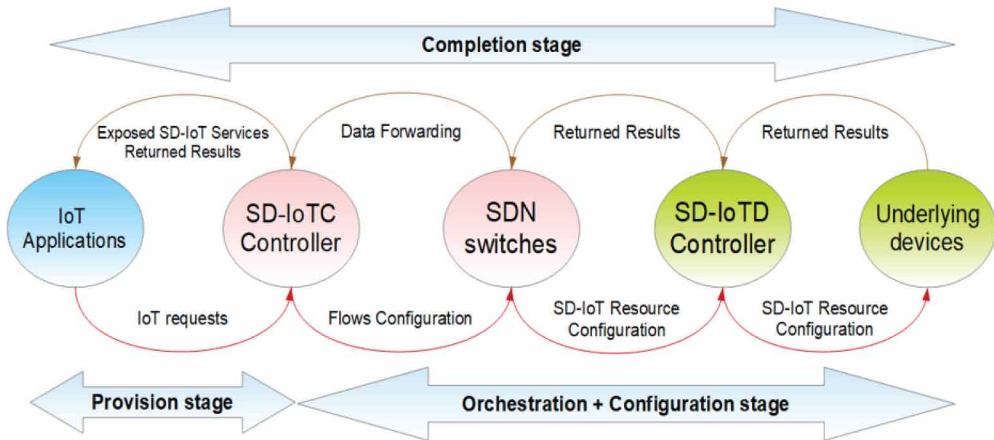 Completion stage
Exposed SD-IoT Services
Returned Results
Data Forwarding
Returned Results
Returned Results
IoT
Applications
SD-IoTC
Controller
SDN
switches
SD-IoTD
Controller
Underlying
devices
IoT requests
Flows Configuration
SD-IoT Resource
Configuration
SD-IoT Resource
Configuration
Provision stage
Orchestration + Configuration stage